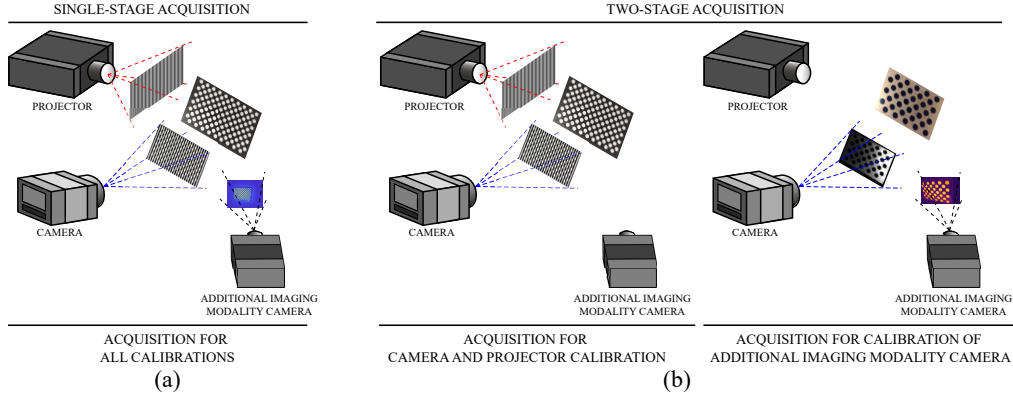 SINGLE-STAGE ACQUISITION
TWO-STAGE ACQUISITION
PROJECTOR
CAMERA
ADDITIONAL IMAGING
MODALITY CAMERA
ACQUISITION FOR
ALL CALIBRATIONS
(a)
PROJECTOR
CAMERA
ADDITIONAL IMAGING
MODALITY CAMERA
ACQUISITION FOR
CAMERA AND PROJECTOR CALIBRATION
PROJECTOR
CAMERA
ADDITIONAL IMAGING
MODALITY CAMERA
ACQUISITION FOR CALIBRATION OF
ADDITIONAL IMAGING MODALITY CAMERA
(b)